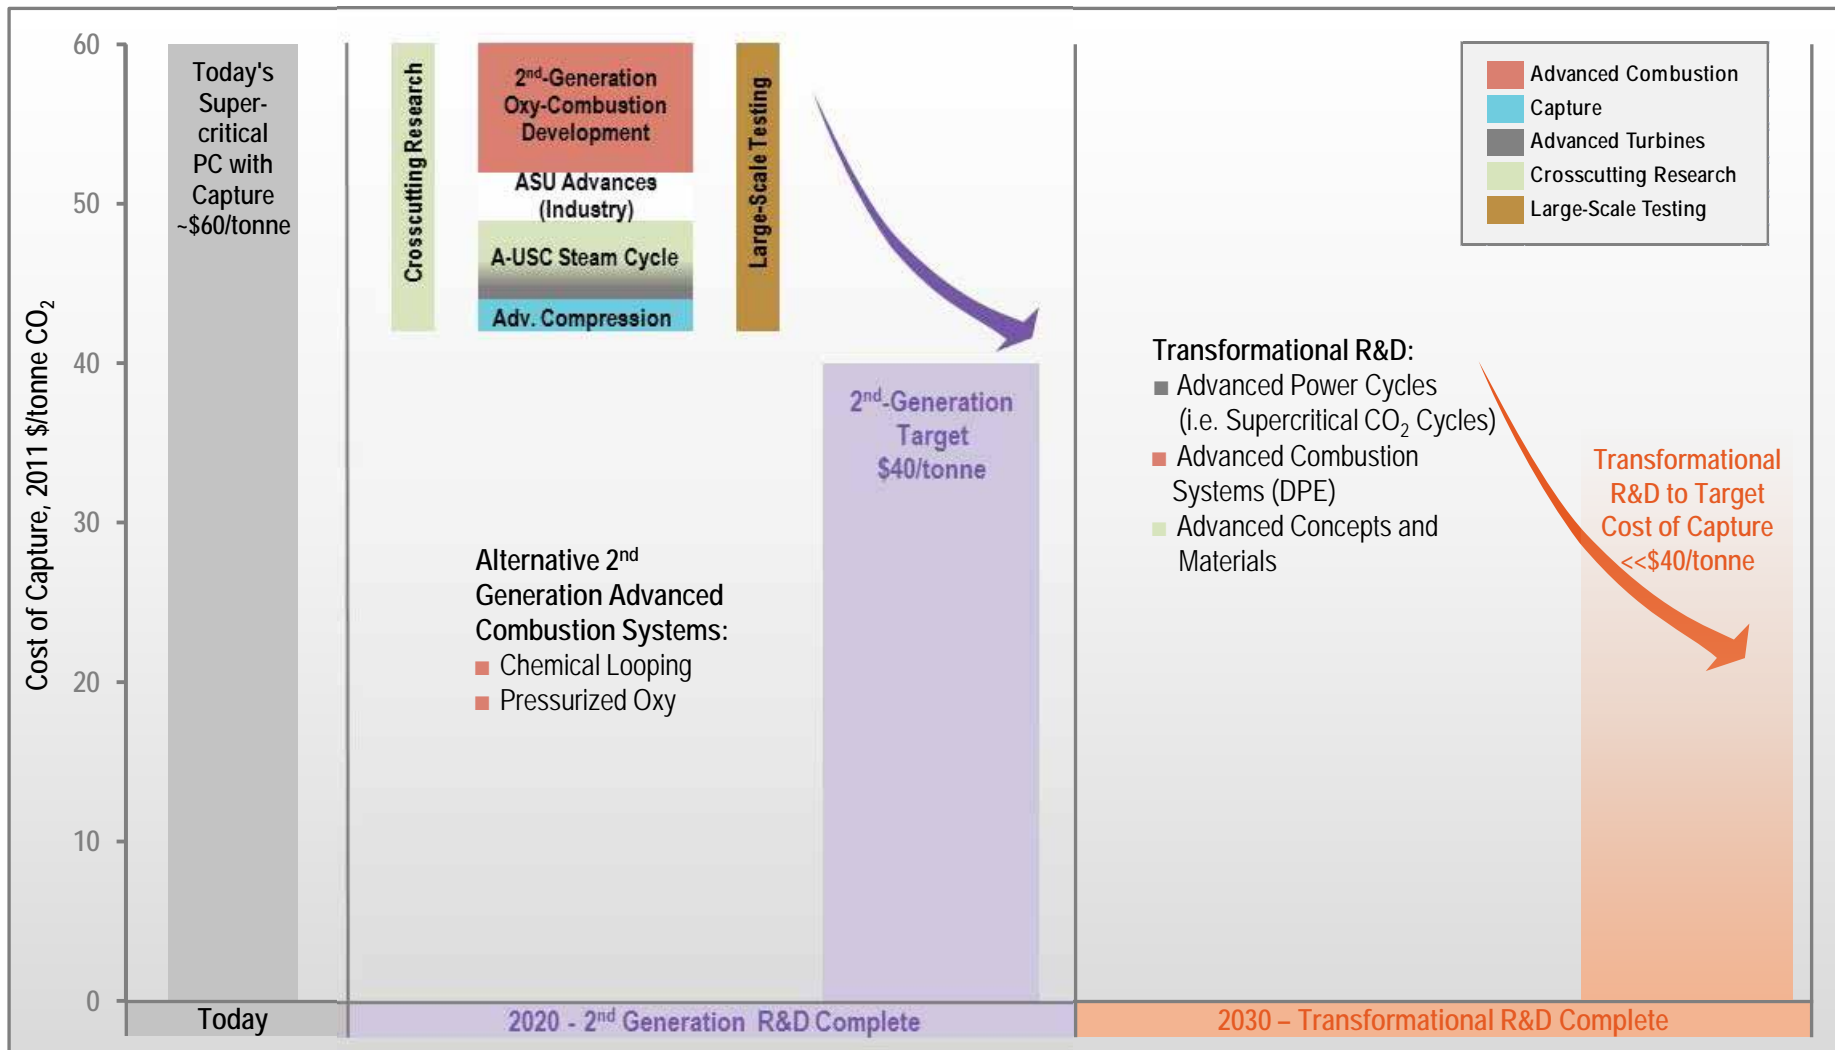 Cost of Capture, 2011 $/tonne CO2
60
50
40
30
20
10
0
Today's
Super-
critical
PC with
Capture
~$60/tonne
Crosscutting Research
2nd-Generation
Oxy-Combustion
Development
ASU Advances
(Industry)
A-USC Steam Cycle
Adv. Compression
Large-Scale Testing
Alternative 2nd
Generation Advanced
Combustion Systems:
Chemical Looping
Pressurized Oxy
2nd-Generation
Target
$40/tonne
Advanced Combustion
Capture
Advanced Turbines
Crosscutting Research
Large-Scale Testing
Transformational R&D:
Advanced Power Cycles
(i.e. Supercritical CO2 Cycles)
Advanced Combustion
Systems (DPE)
Advanced Concepts and
Materials
Transformational
R&D to Target
Cost of Capture
<<$40/tonne
Today
2020 - 2nd Generation R&D Complete
2030 – Transformational R&D Complete